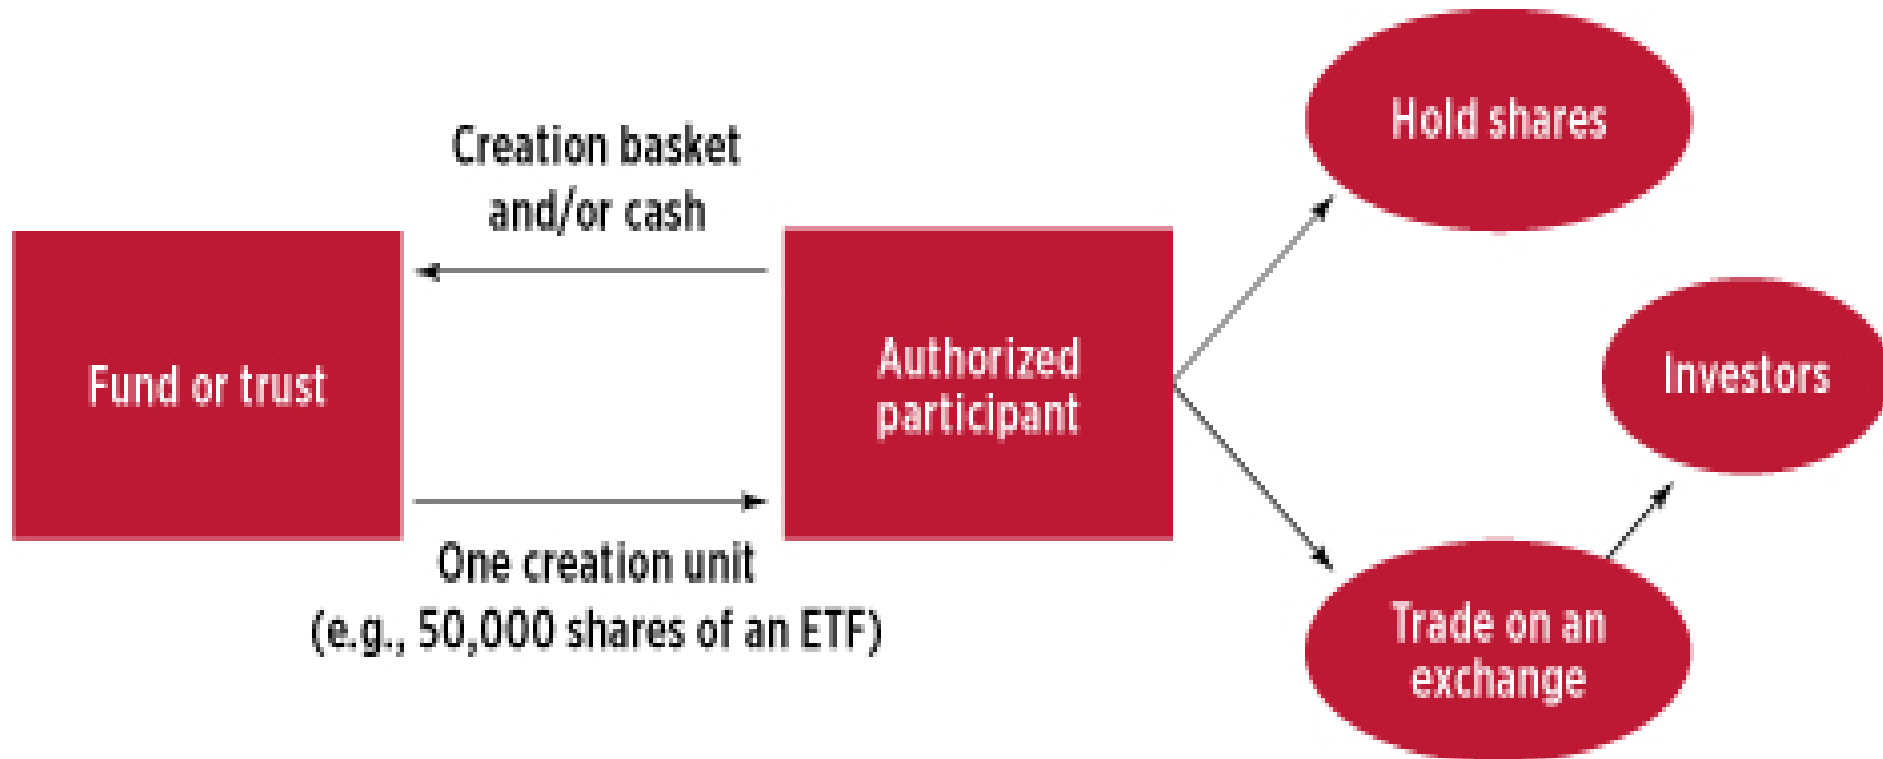 Creation basket
and/or cash
Fund or trust
Authorized
participant
One creation unit
(e.g., 50,000 shares of an ETF)
Hold shares
Investors
Trade on an
exchange